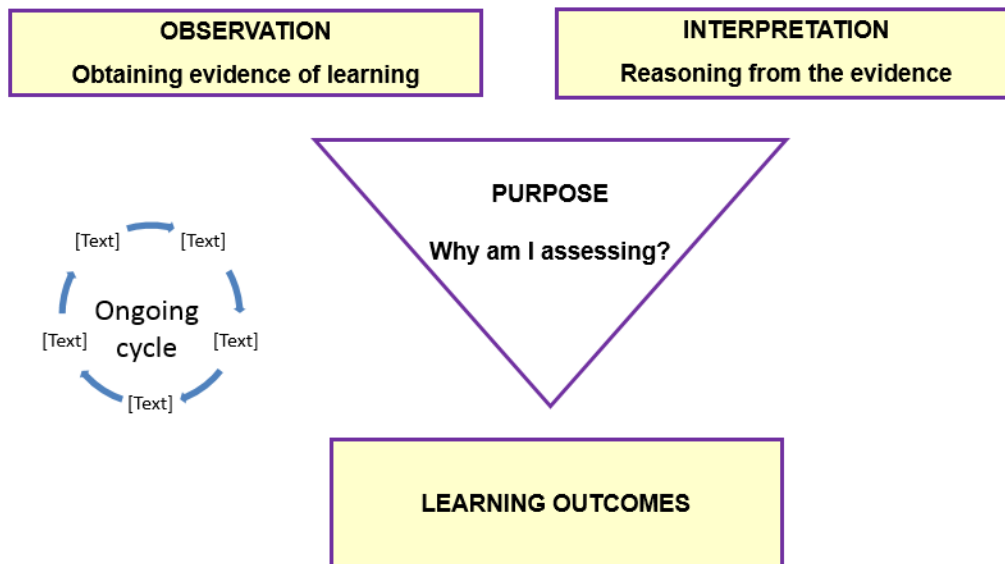 OBSERVATION
Obtaining evidence of learning
INTERPRETATION
Reasoning from the evidence
PURPOSE
Why am I assessing?
[Text]
[Text]
Ongoing
cycle
[Text]
[Text]
[Text]
LEARNING OUTCOMES